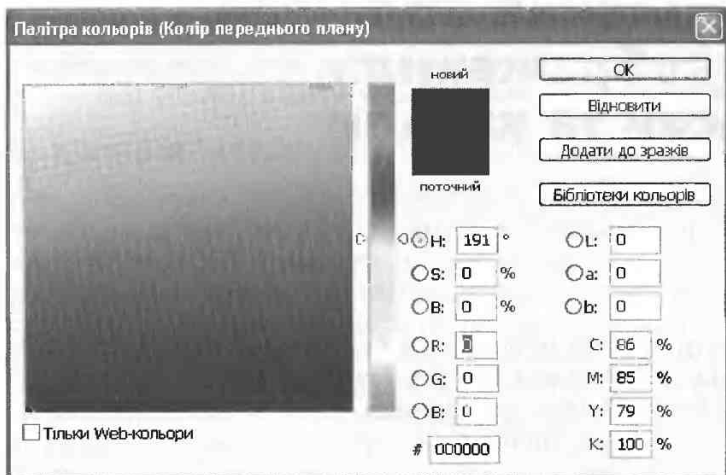 Палітра кольорів (Колір переднього плану)
новий
поточний
OK
Відновити
Додати до зразків
Бібліотеки кольорів
H: 191 °
S: 0 %
B: 0 %
R: 0
G: 0
B: 0
# 000000
L: 0
a: 0
b: 0
C: 86 %
M: 85 %
Y: 79 %
K: 100 %
Тільки Web-кольори